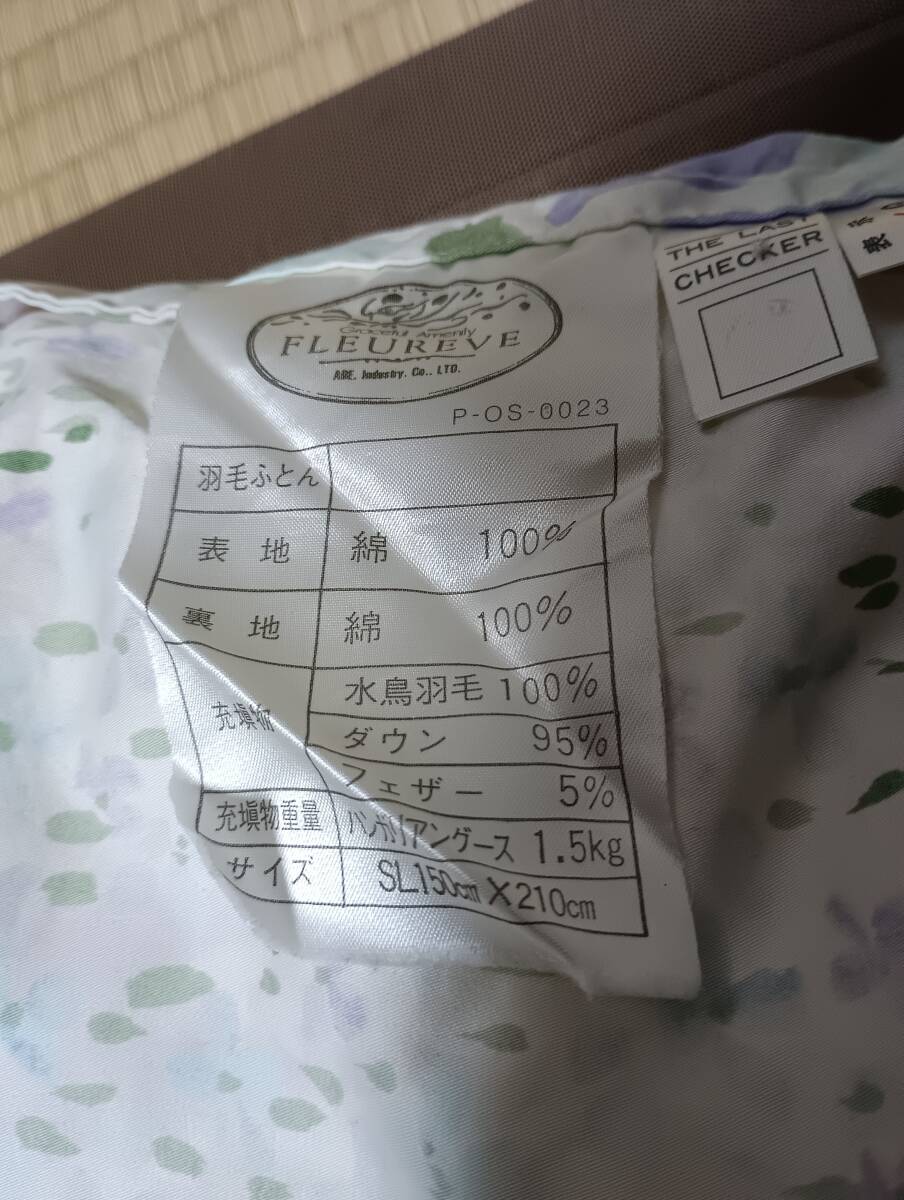 Graceful Amenity
FLEUREVE
ABE. Industry. Co., LTD.
P-OS-0023
羽毛ふとん
表地 綿 100%
裏地 綿 100%
充填物 水鳥羽毛 100%
ダウン 95%
フェザー 5%
充填物重量 ハンガリアングース 1.5kg
サイズ SL150cm×210cm
THE LAST
CHECKER